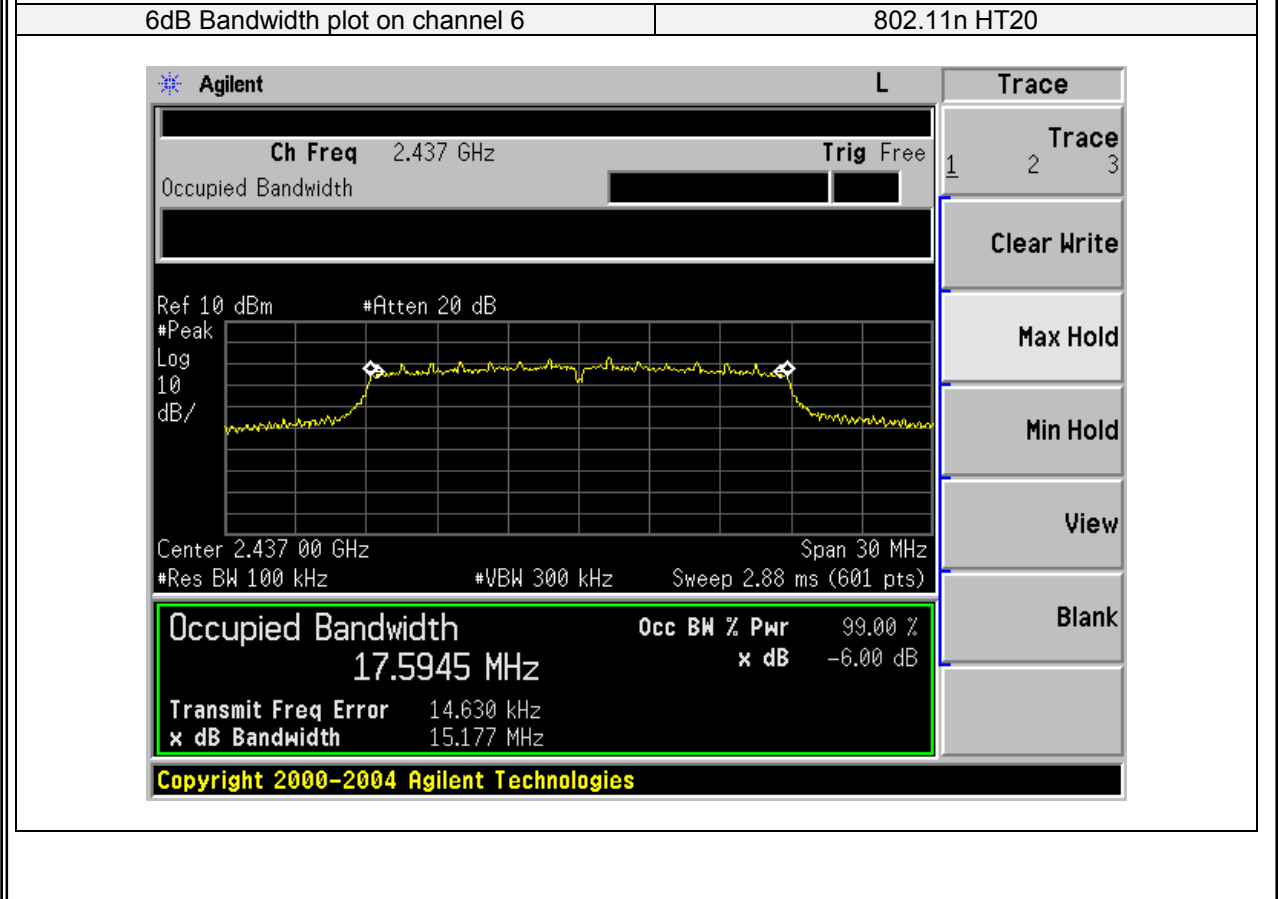 6dB Bandwidth plot on channel 6 802.11n HT20
Agilent L Trace
Ch Freq 2.437 GHz Trig Free
Occupied Bandwidth
Trace
1 2 3
Clear Write
Max Hold
Min Hold
View
Blank
Ref 10 dBm #Atten 20 dB
#Peak
Log
10
dB/
Center 2.437 00 GHz Span 30 MHz
#Res BW 100 kHz #VBW 300 kHz Sweep 2.88 ms (601 pts)
Occupied Bandwidth Occ BW % Pwr 99.00 %
17.5945 MHz x dB -6.00 dB
Transmit Freq Error 14.630 kHz
x dB Bandwidth 15.177 MHz
Copyright 2000-2004 Agilent Technologies